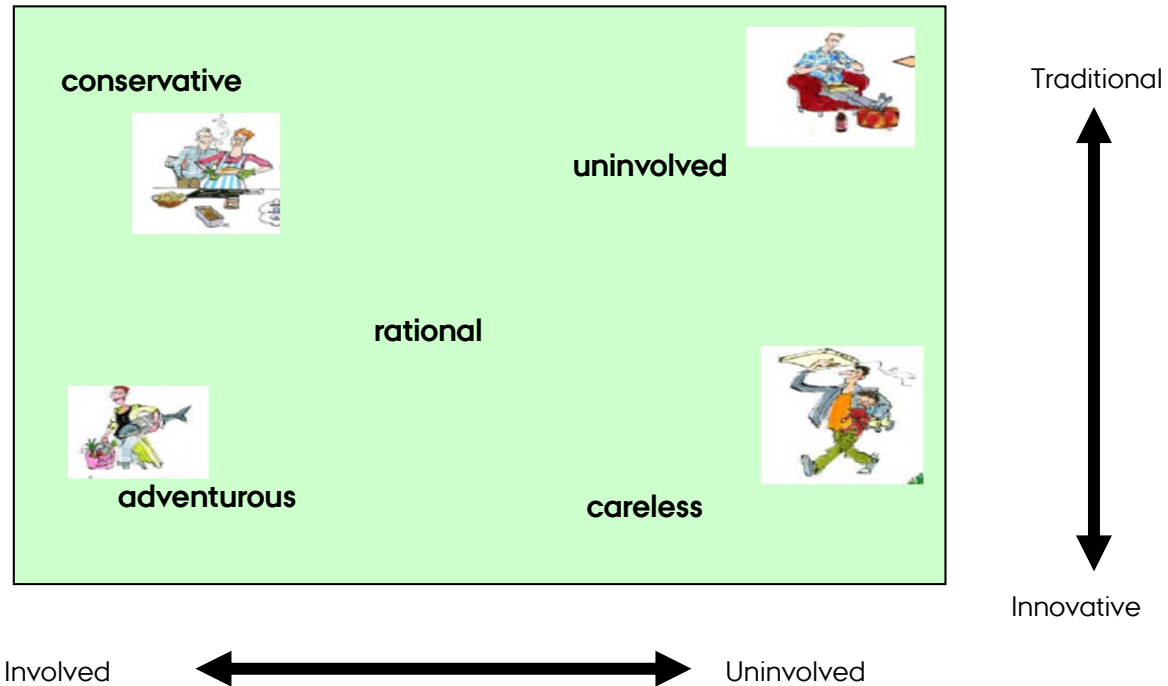 conservative
Traditional
uninvolved
rational
adventurous
careless
Innovative
Involved
Uninvolved